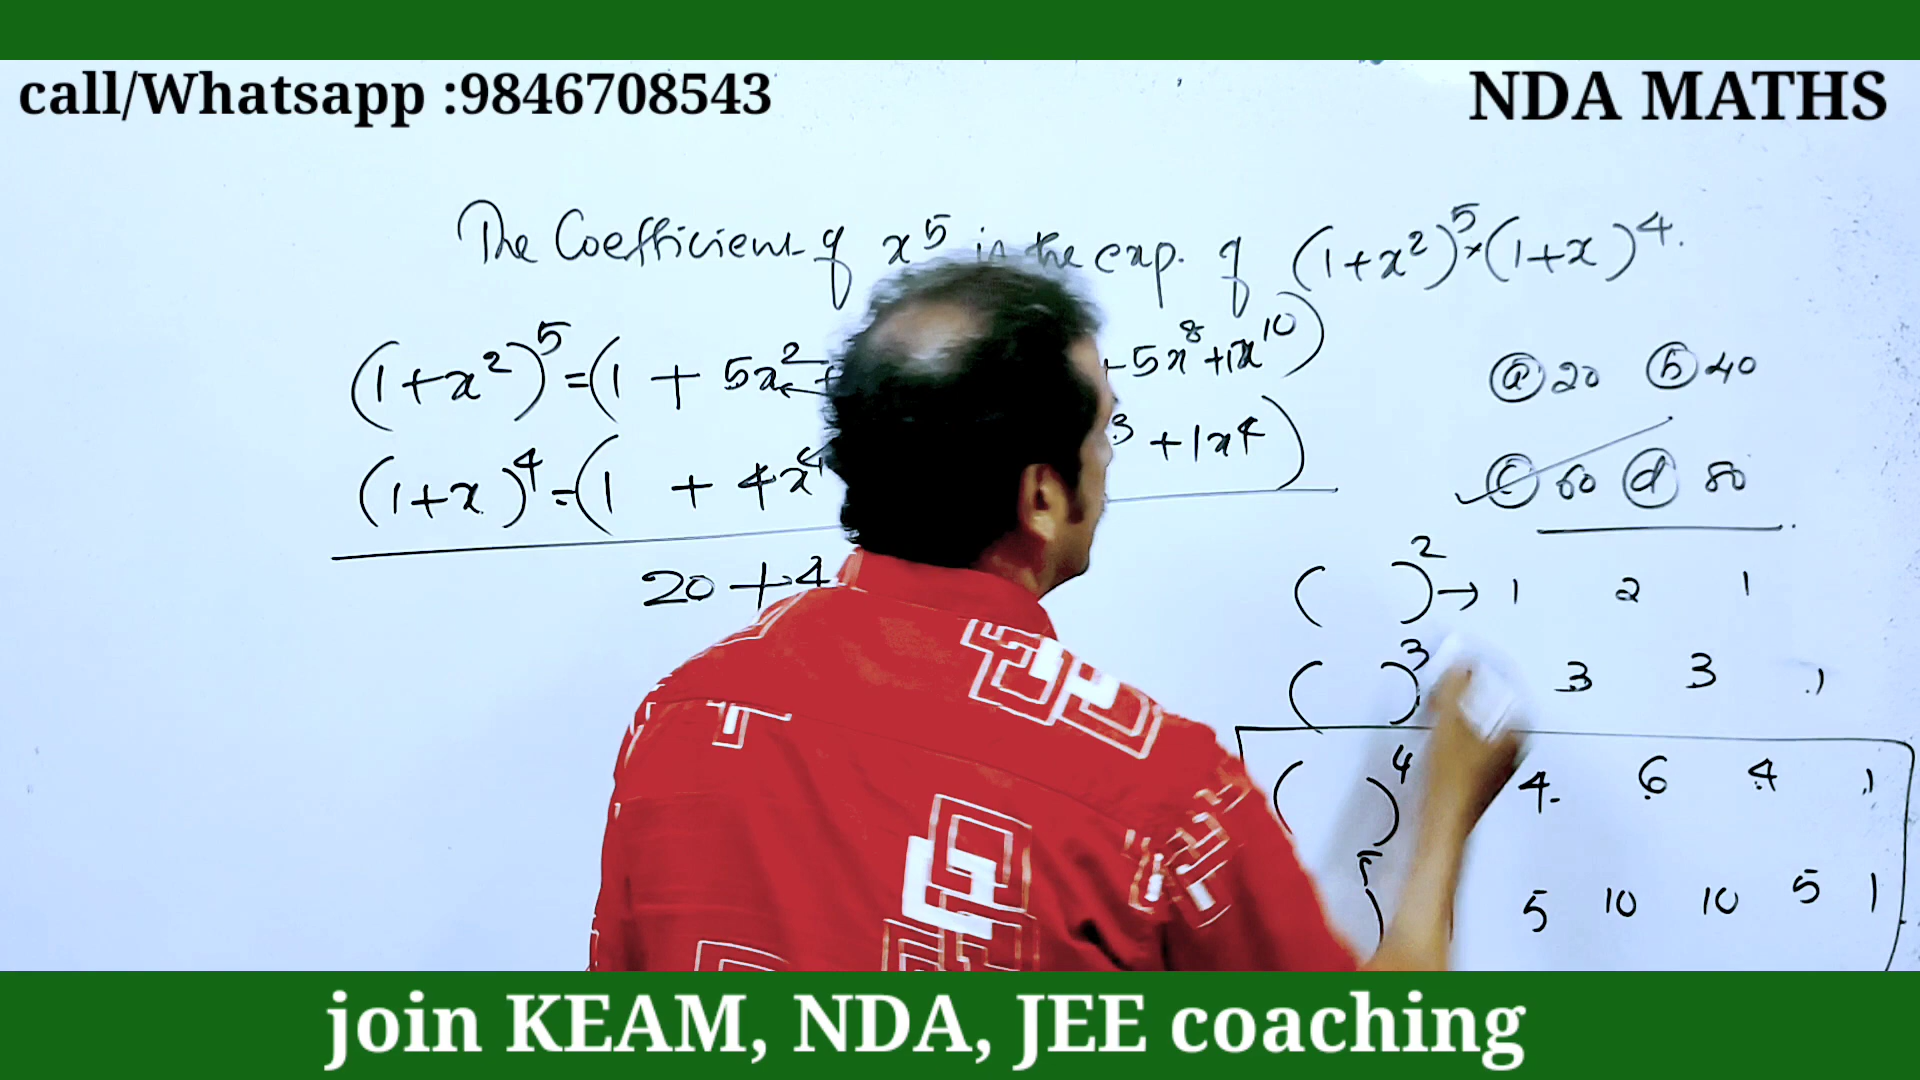 call/Whatsapp :9846708543
NDA MATHS
The Coefficient of x⁵ in the exp. of (1+x²)⁵×(1+x)⁴.
(1+x²)⁵=(1 + 5x² + +5x⁸+1x¹⁰)
(1+x)⁴=(1 + 4x ³ +1x⁴)
20+4
ⓐ 20 ⓑ 40
ⓒ 60 ⓓ 80
( )²→ 1 2 1
( )³ 3 3 1
( )⁴ 4 6 4 1
5 10 10 5 1
join KEAM, NDA, JEE coaching